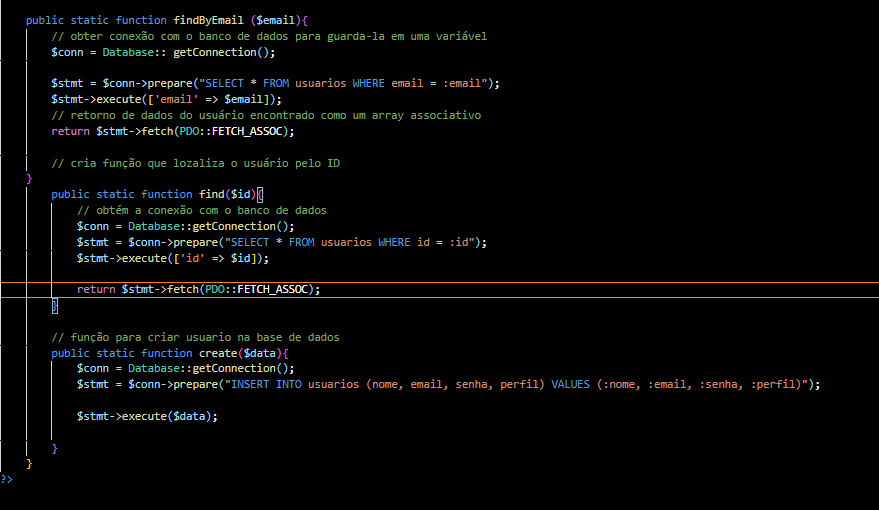 public static function findByEmail ($email){
// obter conexão com o banco de dados para guarda-la em uma variável
$conn = Database:: getConnection();
$stmt = $conn->prepare("SELECT * FROM usuarios WHERE email = :email");
$stmt->execute(['email' => $email]);
// retorno de dados do usuário encontrado como um array associativo
return $stmt->fetch(PDO::FETCH_ASSOC);
// cria função que lozaliza o usuário pelo ID
}
public static function find($id){
// obtém a conexão com o banco de dados
$conn = Database::getConnection();
$stmt = $conn->prepare("SELECT * FROM usuarios WHERE id = :id");
$stmt->execute(['id' => $id]);
return $stmt->fetch(PDO::FETCH_ASSOC);
}
// função para criar usuario na base de dados
public static function create($data){
$conn = Database::getConnection();
$stmt = $conn->prepare("INSERT INTO usuarios (nome, email, senha, perfil) VALUES (:nome, :email, :senha, :perfil)");
$stmt->execute($data);
}
}
?>